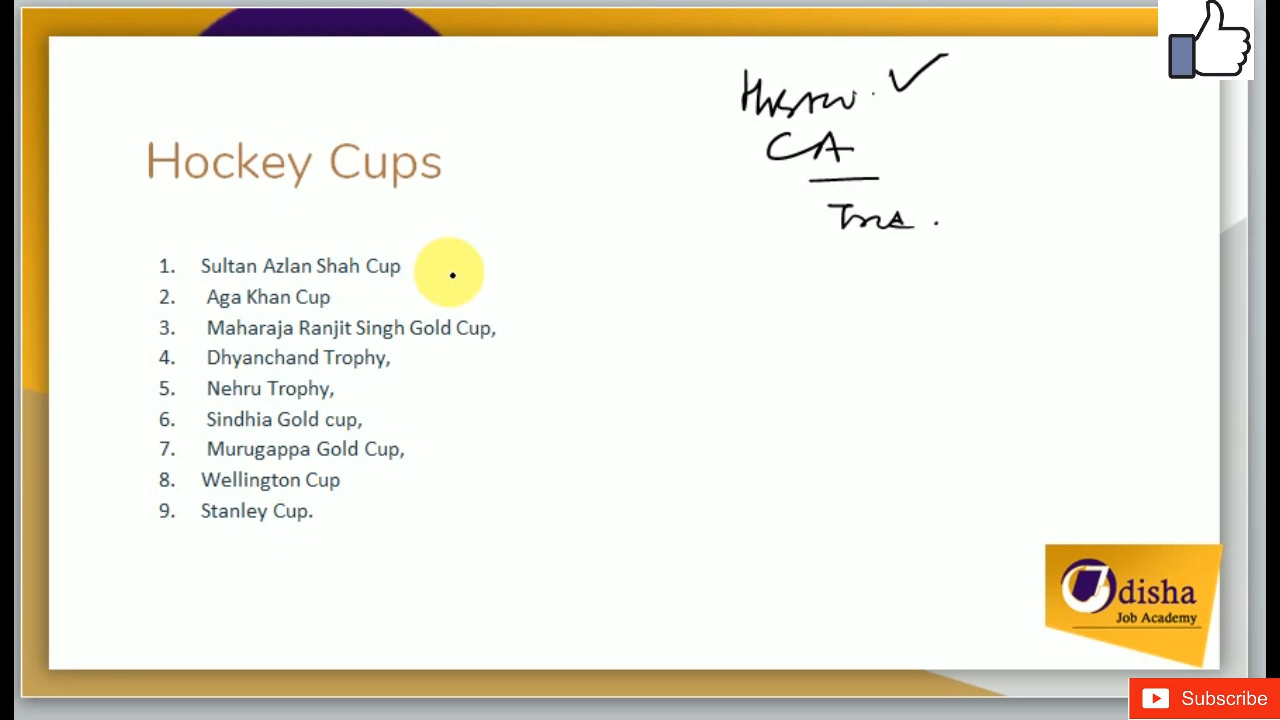 CA
Hockey Cups
1. Sultan Azlan Shah Cup
2. Aga Khan Cup
3. Maharaja Ranjit Singh Gold Cup,
4. Dhyanchand Trophy,
5. Nehru Trophy,
6. Sindhia Gold cup,
7. Murugappa Gold Cup,
8. Wellington Cup
9. Stanley Cup.
Odisha
Job Academy
Subscribe